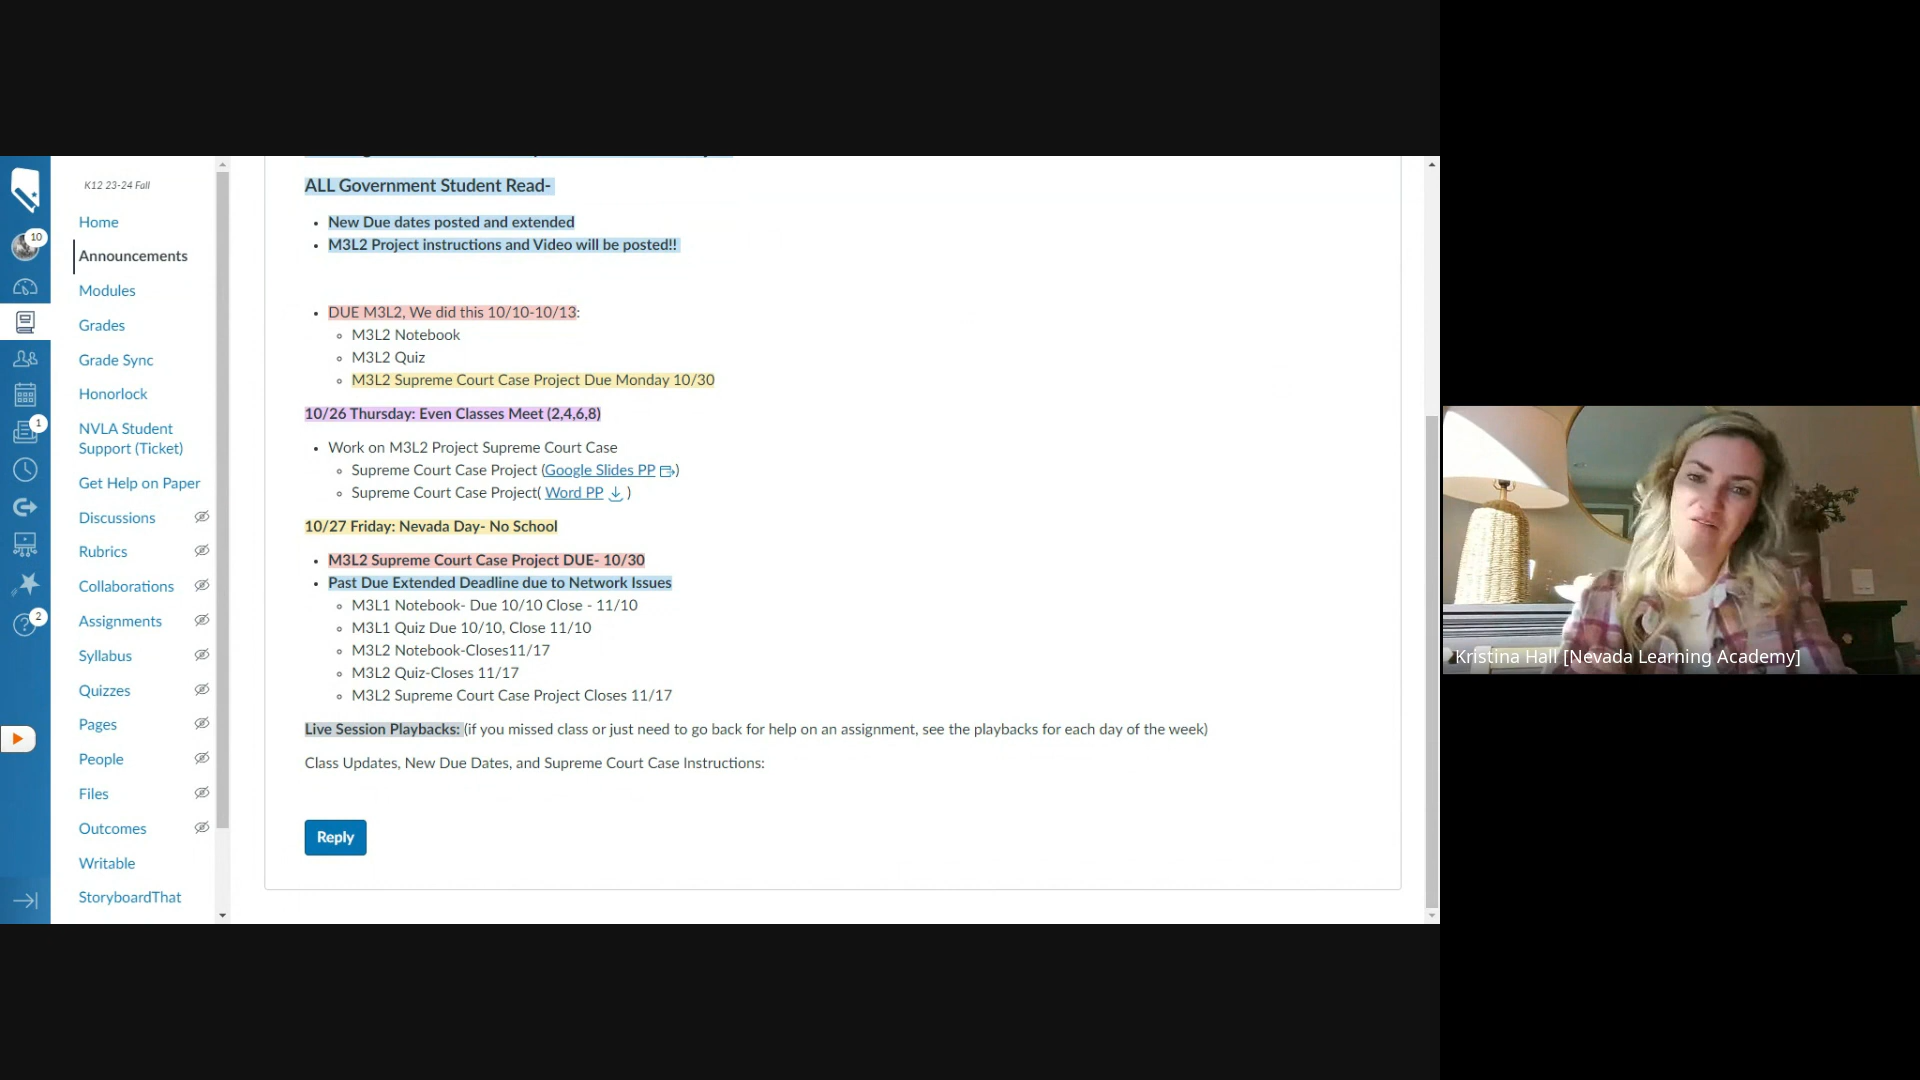 K12 23-24 Fall
10
Home
Announcements
Modules
Grades
Grade Sync
Honorlock
NVLA Student
Support (Ticket)
1
Get Help on Paper
Discussions
Rubrics
Collaborations
Assignments
2
Syllabus
Quizzes
Pages
People
Files
Outcomes
Writable
StoryboardThat
ALL Government Student Read-
New Due dates posted and extended
M3L2 Project instructions and Video will be posted!!
DUE M3L2, We did this 10/10-10/13:
M3L2 Notebook
M3L2 Quiz
M3L2 Supreme Court Case Project Due Monday 10/30
10/26 Thursday: Even Classes Meet (2,4,6,8)
Work on M3L2 Project Supreme Court Case
Supreme Court Case Project (Google Slides PP)
Supreme Court Case Project( Word PP )
10/27 Friday: Nevada Day- No School
M3L2 Supreme Court Case Project DUE- 10/30
Past Due Extended Deadline due to Network Issues
M3L1 Notebook- Due 10/10 Close - 11/10
M3L1 Quiz Due 10/10, Close 11/10
M3L2 Notebook-Closes11/17
M3L2 Quiz-Closes 11/17
M3L2 Supreme Court Case Project Closes 11/17
Live Session Playbacks: (if you missed class or just need to go back for help on an assignment, see the playbacks for each day of the week)
Class Updates, New Due Dates, and Supreme Court Case Instructions:
Reply
Kristina Hall [Nevada Learning Academy]